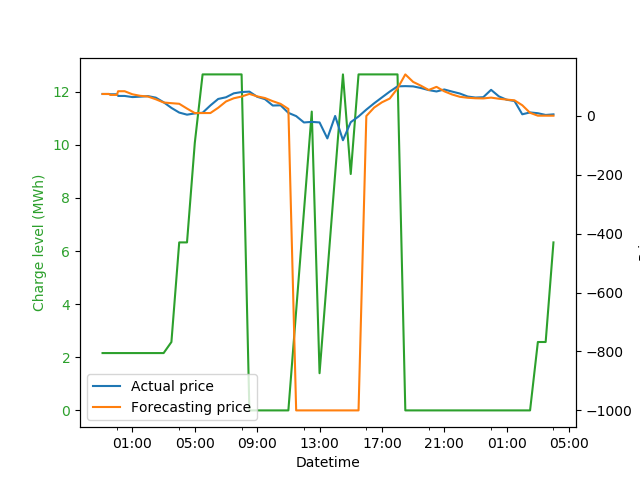 12
10
8
6
4
2
0
Charge level (MWh)
0
−200
−400
−600
−800
−1000
Actual price
Forecasting price
01:00 05:00 09:00 13:00 17:00 21:00 01:00 05:00
Datetime